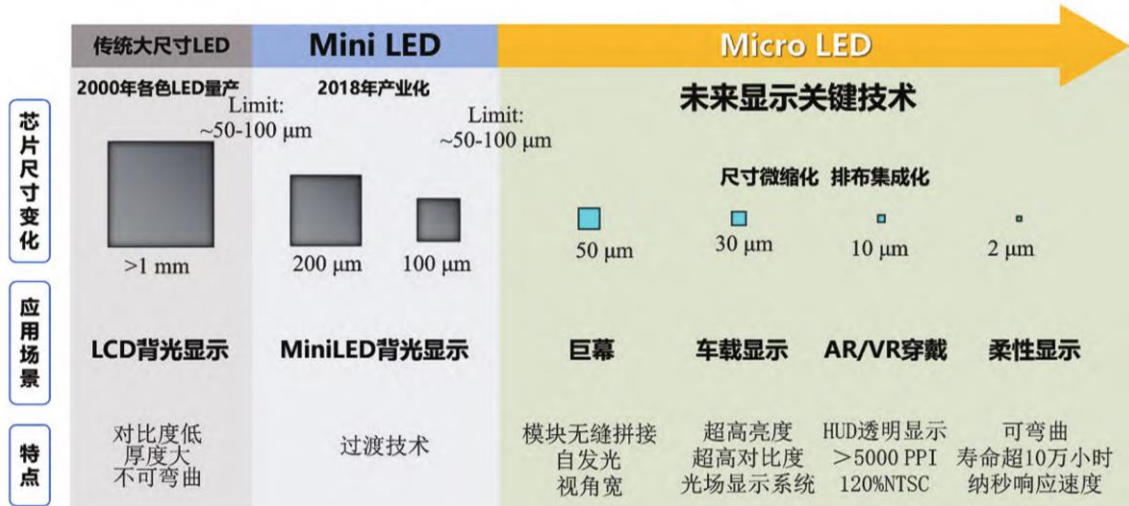 传统大尺寸LED
Mini LED
Micro LED
芯片尺寸变化
2000年各色LED量产
Limit:
~50-100 μm
2018年产业化
Limit:
~50-100 μm
未来显示关键技术
尺寸微缩化 排布集成化
>1 mm
200 μm
100 μm
50 μm
30 μm
10 μm
2 μm
应用场景
LCD背光显示
MiniLED背光显示
巨幕
车载显示
AR/VR穿戴
柔性显示
特点
对比度低
厚度大
不可弯曲
过渡技术
模块无缝拼接
自发光
视角宽
超高亮度
超高对比度
光场显示系统
HUD透明显示
>5000 PPI
120%NTSC
可弯曲
寿命超10万小时
纳秒响应速度